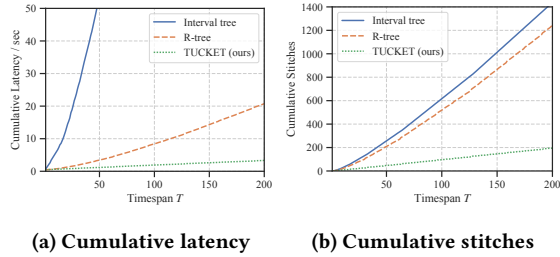 50
40
30
20
10
0
Cumulative Latency / sec
Interval tree
R-tree
TUCKET (ours)
50
100
150
200
Timespan T
(a) Cumulative latency
1400
1200
1000
800
600
400
200
0
Cumulative Stitches
Interval tree
R-tree
TUCKET (ours)
50
100
150
200
Timespan T
(b) Cumulative stitches